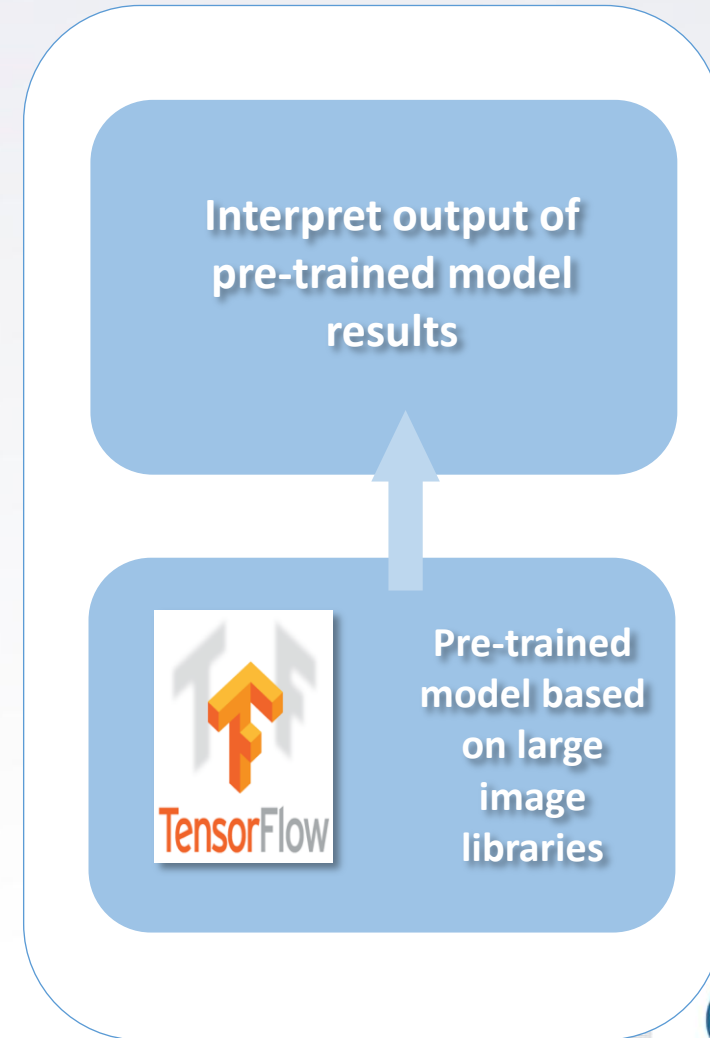 Interpret output of
pre-trained model
results
TensorFlow
Pre-trained
model based
on large
image
libraries